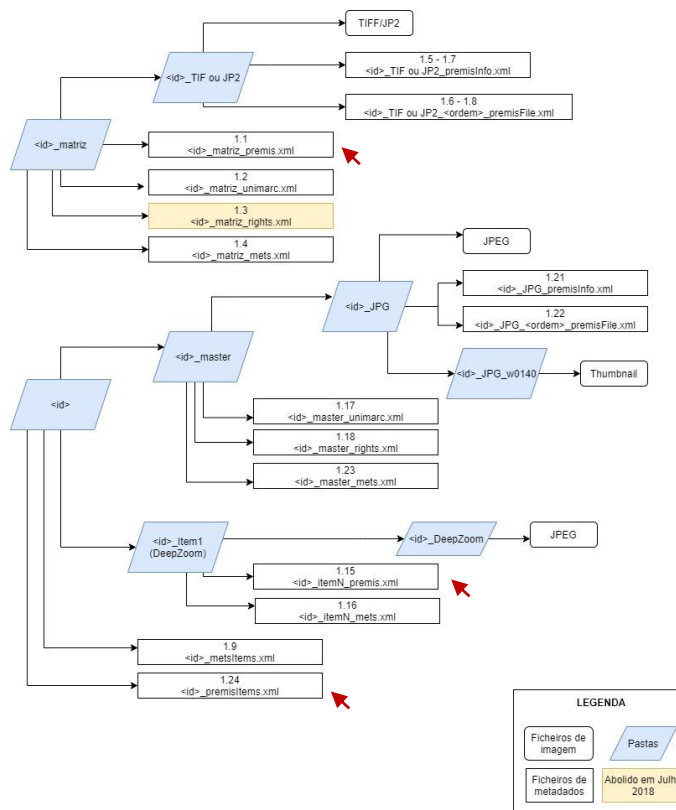 TIFF/JP2
<id>_TIF ou JP2
1.5 - 1.7
<id>_TIF ou JP2_premisInfo.xml
1.6 - 1.8
<id>_TIF ou JP2_<ordem>_premisFile.xml
<id>_matriz
1.1
<id>_matriz_premis.xml
1.2
<id>_matriz_unimarc.xml
1.3
<id>_matriz_rights.xml
1.4
<id>_matriz_mets.xml
JPEG
<id>_JPG
1.21
<id>_JPG_premisInfo.xml
1.22
<id>_JPG_<ordem>_premisFile.xml
<id>_master
<id>_JPG_w0140
Thumbnail
<id>
1.17
<id>_master_unimarc.xml
1.18
<id>_master_rights.xml
1.23
<id>_master_mets.xml
<id>_Item1
(DeepZoom)
<id>_DeepZoom
JPEG
1.15
<id>_itemN_premis.xml
1.16
<id>_itemN_mets.xml
1.9
<id>_metsItems.xml
1.24
<id>_premisItems.xml
LEGENDA
Ficheiros de
imagem
Pastas
Ficheiros de
metadados
Abolido em Julh
2018